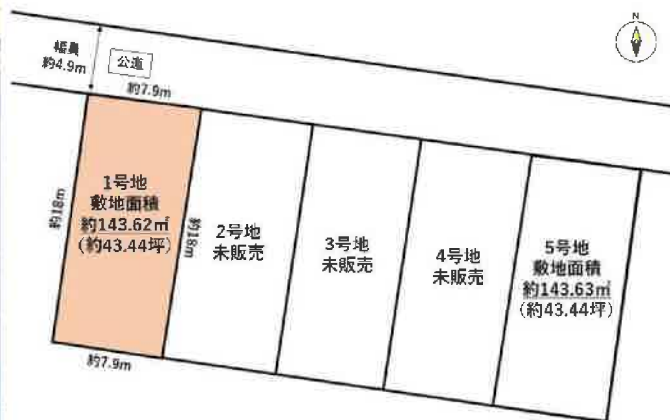 N
幅員
約4.9m
公道
約7.9m
1号地
敷地面積
約143.62㎡
(約43.44坪)
約18m
約18m
約7.9m
2号地
未販売
3号地
未販売
4号地
未販売
5号地
敷地面積
約143.63㎡
(約43.44坪)